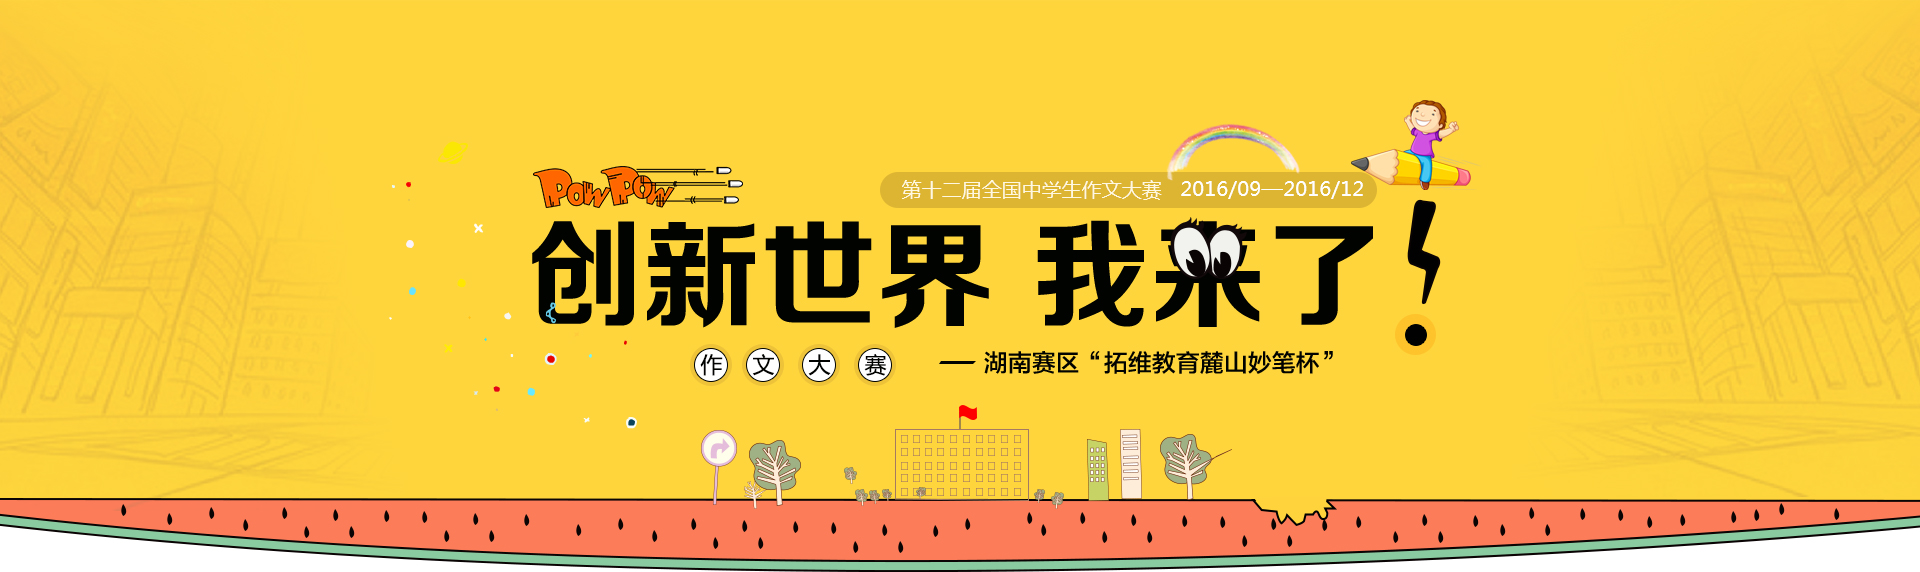 POW POW
第十二届全国中学生作文大赛 2016/09—2016/12
创新世界 我来了!
作文大赛
——湖南赛区“拓维教育麓山妙笔杯”